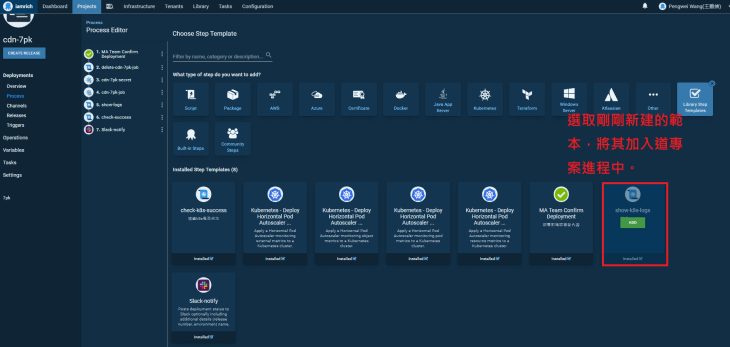 iamrich
Dashboard
Projects
Infrastructure
Tenants
Library
Tasks
Configuration
Pengwei Wang
cdn-7pk
CREATE RELEASE
Deployments
Overview
Process
Channels
Releases
Triggers
Operations
Variables
Tasks
Settings
7pk
Process
Process Editor
1. MA Team Confirm
Deployment
2. delete-cdn-7pk-job
3. cdn-7pk-secret
4. cdn-7pk-job
5. show-logs
6. check-success
7. Slack-notify
Choose Step Template
Filter by name, category or description...
What type of step do you want to add?
Script
Package
AWS
Azure
Certificate
Docker
Java App
Server
Kubernetes
Terraform
Windows
Server
Atlassian
Other
Library Step
Templates
Built-in Steps
Community
Steps
選取剛剛新建的範
本,將其加入道專
案進程中。
Installed Step Templates (8)
check-k8s-success
Installed
Kubernetes - Deploy
Horizontal Pod
Autoscaler ...
Apply a Horizontal Pod
Autoscaler monitoring
external metrics to a
Kubernetes cluster.
Installed
Kubernetes - Deploy
Horizontal Pod
Autoscaler ...
Apply a Horizontal Pod
Autoscaler monitoring object
metrics to a Kubernetes
cluster.
Installed
Kubernetes - Deploy
Horizontal Pod
Autoscaler ...
Apply a Horizontal Pod
Autoscaler monitoring pod
metrics to a Kubernetes
cluster.
Installed
Kubernetes - Deploy
Horizontal Pod
Autoscaler ...
Apply a Horizontal Pod
Autoscaler monitoring
resource metrics to a
Kubernetes cluster.
Installed
MA Team Confirm
Deployment
Installed
show-k8s-logs
ADD
Installed
Slack-notify
Posts deployment status to
Slack optionally including
additional details (release
number, environment name,
Installed